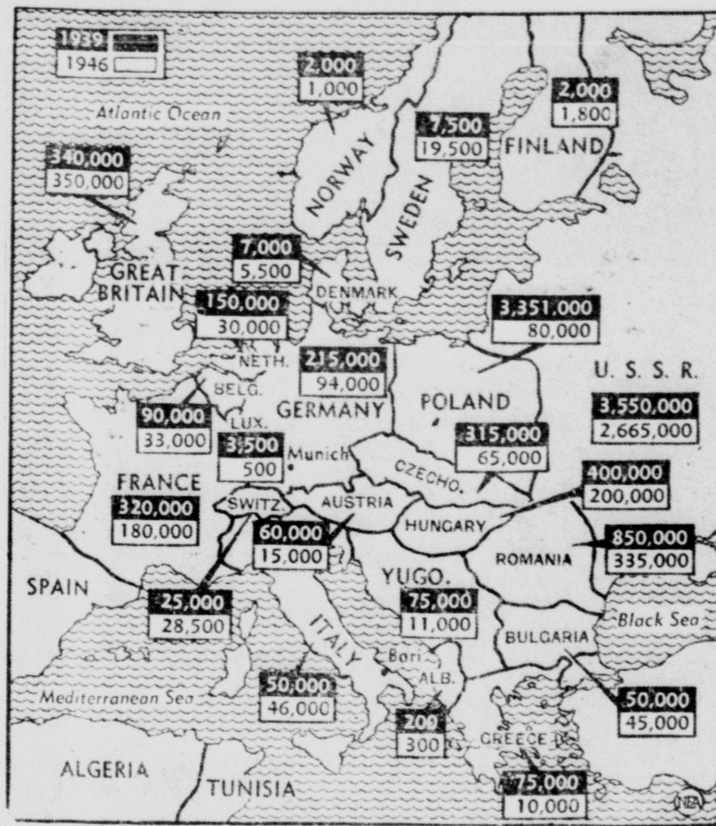 1939
1946
Atlantic Ocean
2,000
1,000
NORWAY
7,500
19,500
SWEDEN
2,000
1,800
FINLAND
340,000
350,000
GREAT
BRITAIN
7,000
5,500
DENMARK
150,000
30,000
NETH.
215,000
94,000
GERMANY
3,351,000
80,000
POLAND
U. S. S. R.
3,550,000
2,665,000
BELG.
90,000
33,000
LUX.
3,500
500
Munich
315,000
65,000
CZECHO.
400,000
200,000
FRANCE
320,000
180,000
SWITZ.
AUSTRIA
HUNGARY
60,000
15,000
ROMANIA
850,000
335,000
SPAIN
25,000
28,500
YUGO.
75,000
11,000
ITALY
Bari
ALB.
BULGARIA
Black Sea
Mediterranean Sea
50,000
46,000
200
300
50,000
45,000
GREECE
ALGERIA
TUNISIA
75,000
10,000
NEA